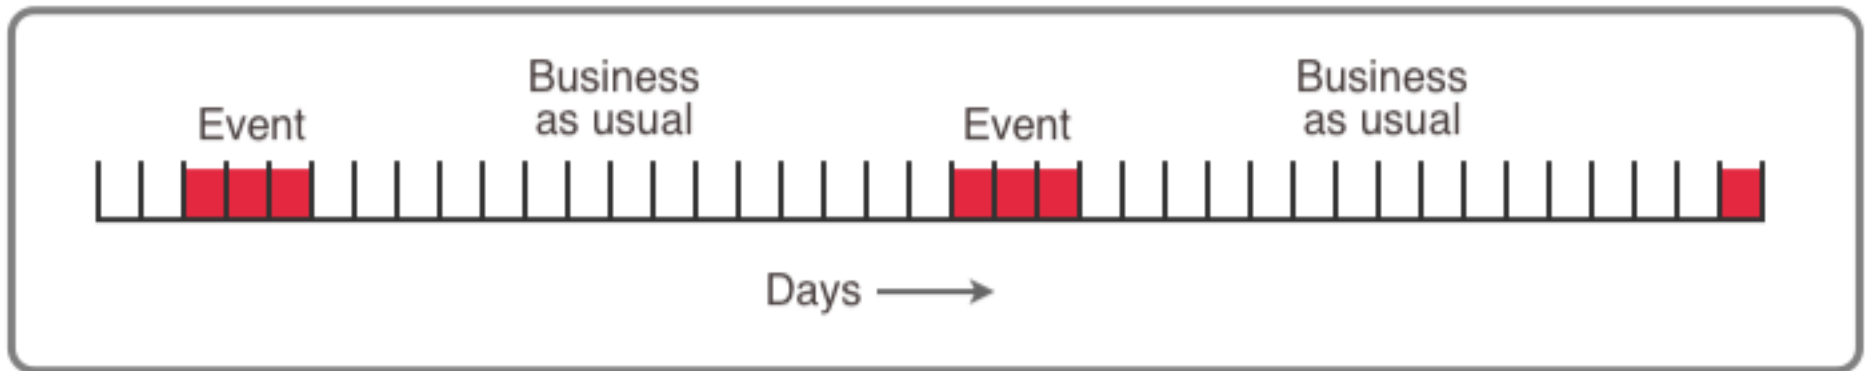 Event
Business
as usual
Event
Business
as usual
Days